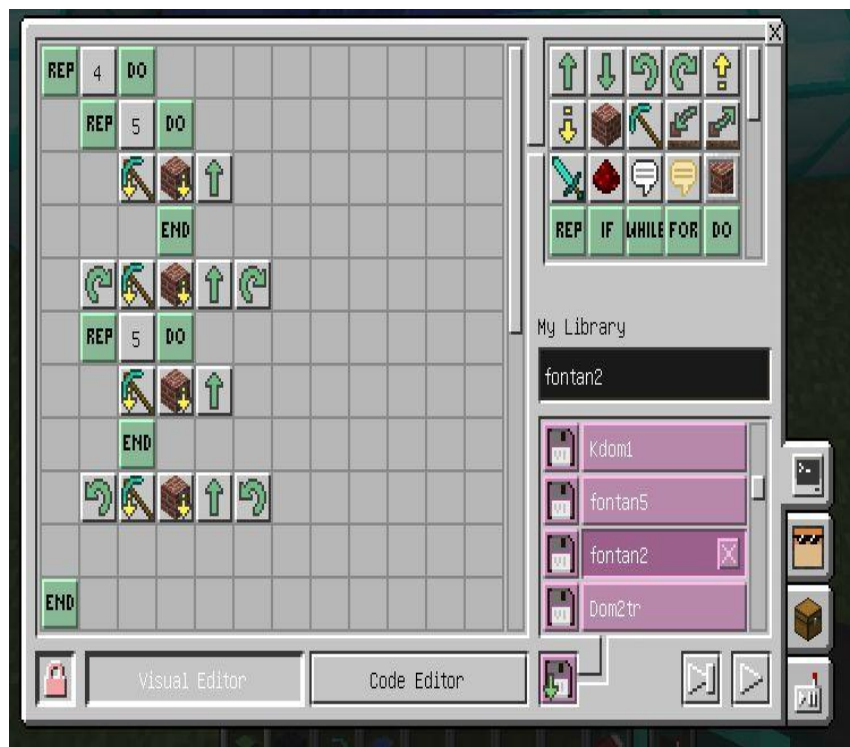 REP 4 DO
REP 5 DO
END
REP 5 DO
END
END
REP IF WHILE FOR DO
My Library
fontan2
Kdom1
fontan5
fontan2
Dom2tr
Visual Editor
Code Editor